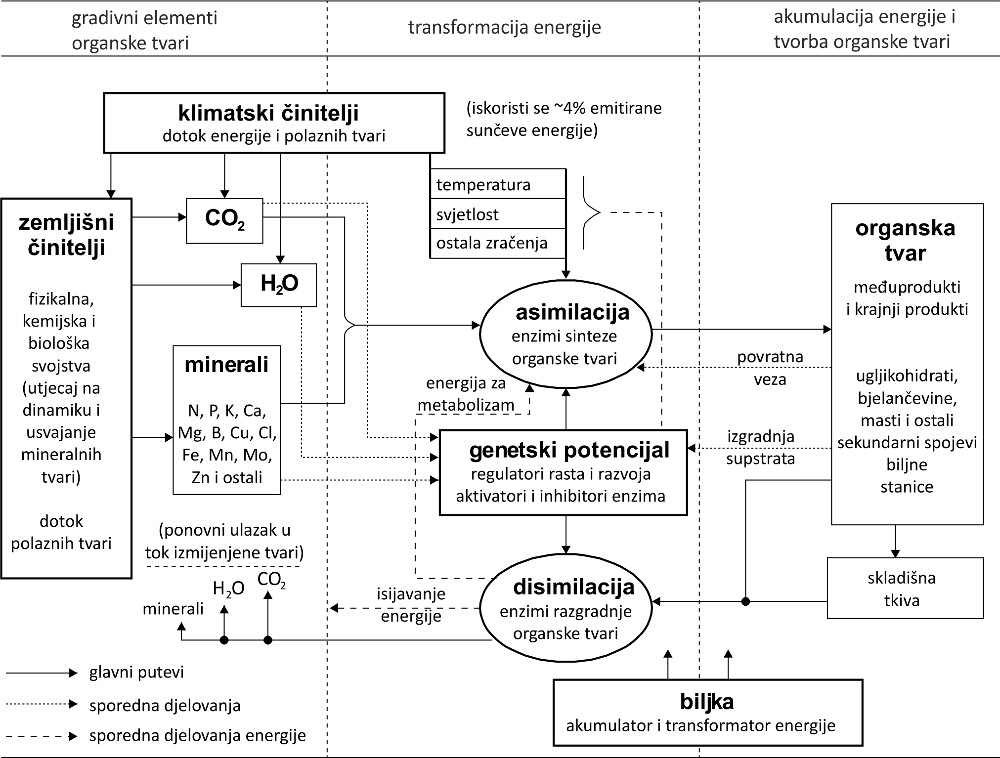 gradivni elementi
organske tvari
transformacija energije
akumulacija energije i
tvorba organske tvari
klimatski činitelji
dotok energije i polaznih tvari
(iskoristi se ~4% emitirane
sunčeve energije)
temperatura
svjetlost
ostala zračenja
zemljišni
činitelji
fizikalna,
kemijska i
biološka
svojstva
(utjecaj na
dinamiku i
usvajanje
mineralnih
tvari)
dotok
polaznih tvari
CO₂
H₂O
minerali
N, P, K, Ca,
Mg, B, Cu, Cl,
Fe, Mn, Mo,
Zn i ostali
asimilacija
enzimi sinteze
organske tvari
energija za
metabolizam
genetski potencijal
regulatori rasta i razvoja
aktivatori i inhibitori enzima
povratna
veza
izgradnja
supstrata
organska
tvar
međuprodukti
i krajnji produkti
ugljikohidrati,
bjelančevine,
masti i ostali
sekundarni spojevi
biljne
stanice
skladišna
tkiva
disimilacija
enzimi razgradnje
organske tvari
isijavanje
energije
(ponovni ulazak u
tok izmijenjene tvari)
minerali
H₂O
CO₂
glavni putevi
sporedna djelovanja
sporedna djelovanja energije
biljka
akumulator i transformator energije